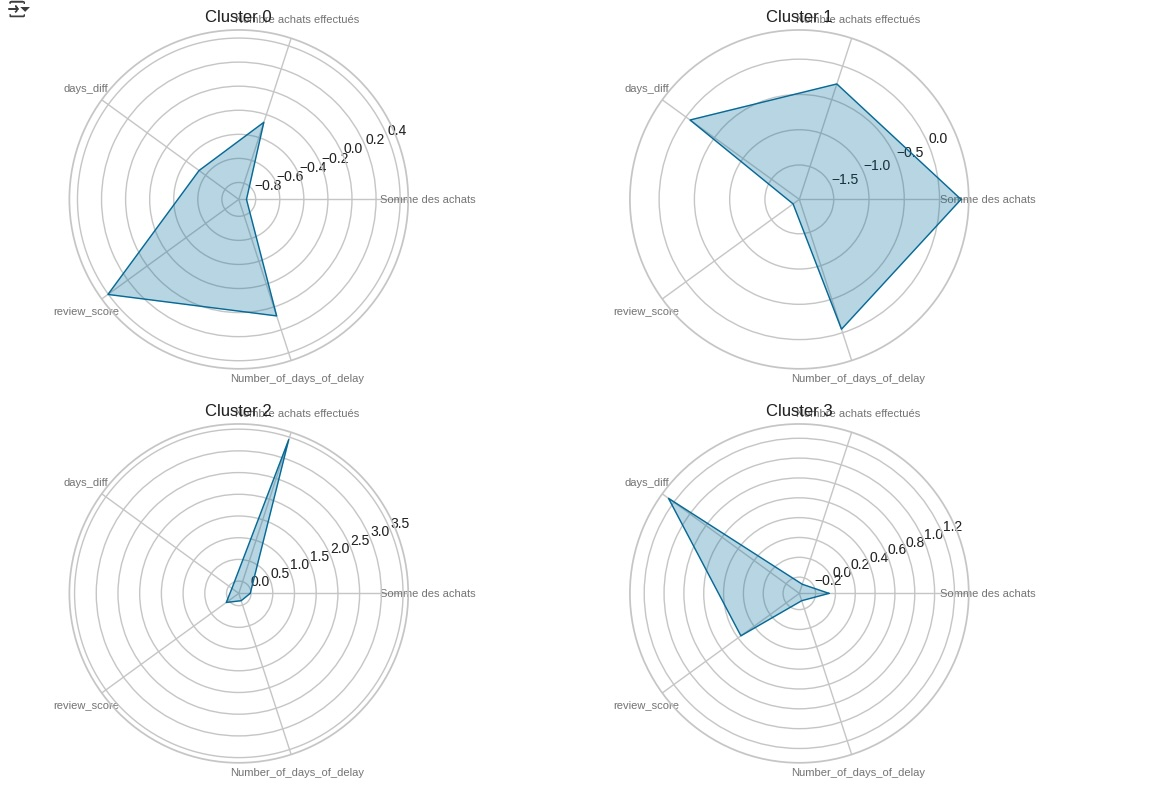 Cluster 0
Nombre achats effectués
days_diff
0.4
0.2
0.0
−0.2
−0.4
−0.6
−0.8
Somme des achats
review_score
Number_of_days_of_delay
Cluster 1
Nombre achats effectués
days_diff
0.0
−0.5
−1.0
−1.5
Somme des achats
review_score
Number_of_days_of_delay
Cluster 2
Nombre achats effectués
days_diff
3.5
3.0
2.5
2.0
1.5
1.0
0.5
0.0
Somme des achats
review_score
Number_of_days_of_delay
Cluster 3
Nombre achats effectués
days_diff
1.2
1.0
0.8
0.6
0.4
0.2
0.0
−0.2
Somme des achats
review_score
Number_of_days_of_delay